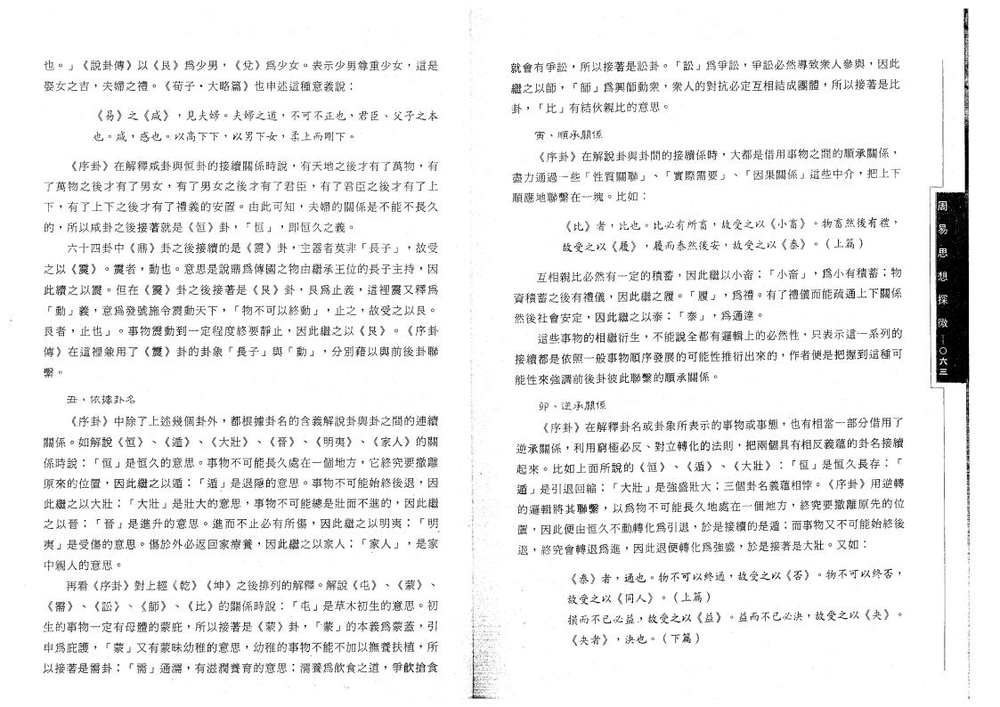 也。」《說卦傳》以《艮》爲少男，《兌》爲少女。表示少男尊重少女，這是
娶女之吉，夫婦之禮。《荀子・大略篇》也申述這種意義說：
《易》之《咸》，見夫婦。夫婦之道，不可不正也，君臣、父子之本
也。咸，感也。以高下下，以男下女，柔上而剛下。
《序卦》在解釋咸卦與恒卦的接續關係時說，有天地之後才有了萬物，有
了萬物之後才有了男女，有了男女之後才有了君臣，有了君臣之後才有了上
下，有了上下之後才有了禮義的安置。由此可知，夫婦的關係是不能不長久
的，所以咸卦之後接著就是《恒》卦，「恒」，即恒久之義。
六十四卦中《鼎》卦之後接續的是《震》卦，主器者莫非「長子」，故受
之以《震》。震者，動也。意思是說鼎爲傳國之物由繼承王位的長子主持，因
此續之以震。但在《震》卦之後接著是《艮》卦，艮爲止義，這裡震又釋爲
「動」義，意爲發號施令震動天下，「物不可以終動」，止之，故受之以艮。
艮者，止也」。事物震動到一定程度終要靜止，因此繼之以《艮》。《序卦
傳》在這裡兼用了《震》卦的卦象「長子」與「動」，分別藉以與前後卦聯
繫。
丑、依據卦名
《序卦》中除了上述幾個卦外，都根據卦名的含義解說卦與卦之間的連續
關係。如解說《恒》、《遁》、《大壯》、《晉》、《明夷》、《家人》的關
係時說：「恒」是恒久的意思。事物不可能長久處在一個地方，它終究要撤離
原來的位置，因此繼之以遁；「遁」是退隱的意思。事物不可能始終後退，因
此繼之以大壯；「大壯」是壯大的意思，事物不可能總是壯而不進的，因此繼
之以晉；「晉」是進升的意思。進而不止必有所傷，因此繼之以明夷；「明
夷」是受傷的意思。傷於外必返回家療養，因此繼之以家人；「家人」，是家
中親人的意思。
再看《序卦》對上經《乾》《坤》之後排列的解釋。解說《屯》、《蒙》、
《需》、《訟》、《師》、《比》的關係時說：「屯」是草木初生的意思。初
生的事物一定有母體的蒙庇，所以接著是《蒙》卦，「蒙」的本義爲蒙蓋，引
申爲庇護，「蒙」又有蒙昧幼稚的意思，幼稚的事物不能不加以撫養扶植，所
以接著是需卦；「需」通濡，有滋潤養育的意思；濡養爲飲食之道，爭飲搶食
就會有爭訟，所以接著是訟卦。「訟」爲爭訟，爭訟必然導致衆人參與，因此
繼之以師，「師」爲興師動衆，衆人的對抗必定互相結成團體，所以接著是比
卦，「比」有結伙親比的意思。
寅、順承關係
《序卦》在解說卦與卦間的接續關係時，大都是借用事物之間的順承關係，
盡力通過一些「性質關聯」、「實際需要」、「因果關係」這些中介，把上下
順應地聯繫在一塊。比如：
《比》者，比也。比必有所畜，故受之以《小畜》。物畜然後有禮，
故受之以《履》，履而泰然後安，故受之以《泰》。（上篇）
互相親比必然有一定的積蓄，因此繼以小畜；「小畜」，爲小有積蓄；物
資積蓄之後有禮儀，因此繼之履。「履」，爲禮。有了禮儀而能疏通上下關係
然後社會安定，因此繼之以泰；「泰」，爲通達。
這些事物的相繼衍生，不能說全都有邏輯上的必然性，只表示這一系列的
接續都是依照一般事物順序發展的可能性推衍出來的，作者便是把握到這種可
能性來強調前後卦彼此聯繫的順承關係。
卯、逆承關係
《序卦》在解釋卦名或卦象所表示的事物或事態，也有相當一部分借用了
逆承關係，利用窮極必反、對立轉化的法則，把兩個具有相反義蘊的卦名接續
起來。比如上面所說的《恒》、《遁》、《大壯》：「恒」是恒久長存；「
遁」是引退回縮；「大壯」是強盛壯大；三個卦名義蘊相悖。《序卦》用逆轉
的邏輯將其聯繫，以爲物不可能長久地處在一個地方，終究要撤離原先的位
置，因此便由恒久不動轉化爲引退，於是接續的是遁；而事物又不可能始終後
退，終究會轉退爲進，因此退便轉化爲強盛，於是接著是大壯。又如：
《泰》者，通也。物不可以終通，故受之以《否》。物不可以終否，
故受之以《同人》。（上篇）
損而不已必益，故受之以《益》。益而不已必決，故受之以《夬》。
《夬者》，決也。（下篇）
周易思想探微
一〇六三